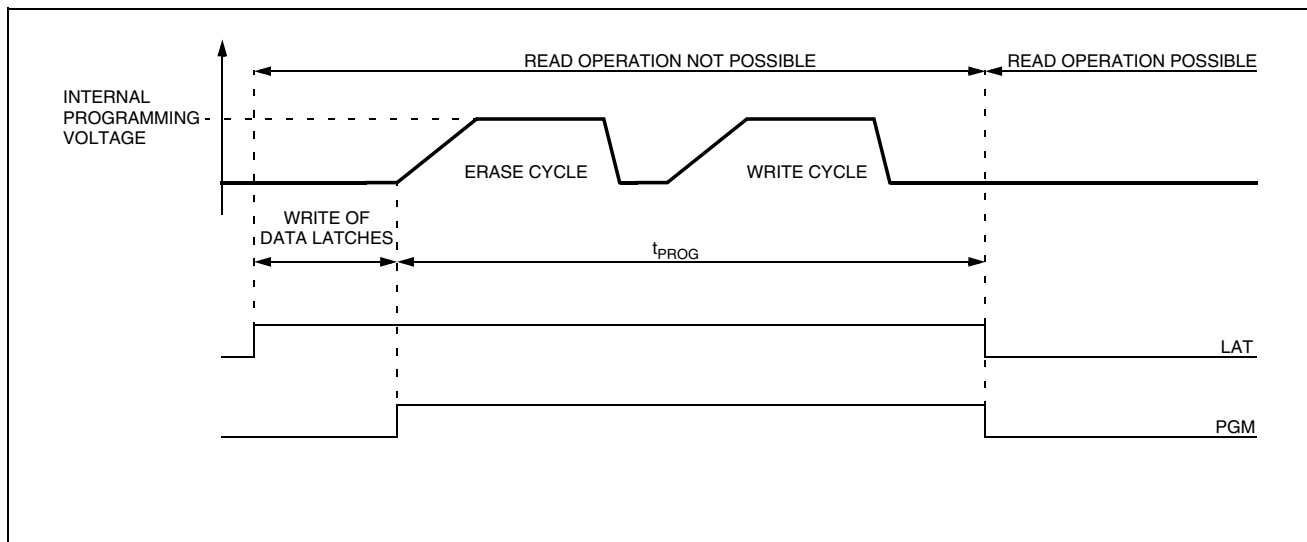 READ OPERATION NOT POSSIBLE
READ OPERATION POSSIBLE
INTERNAL
PROGRAMMING
VOLTAGE
ERASE CYCLE
WRITE CYCLE
WRITE OF
DATA LATCHES
tPROG
LAT
PGM